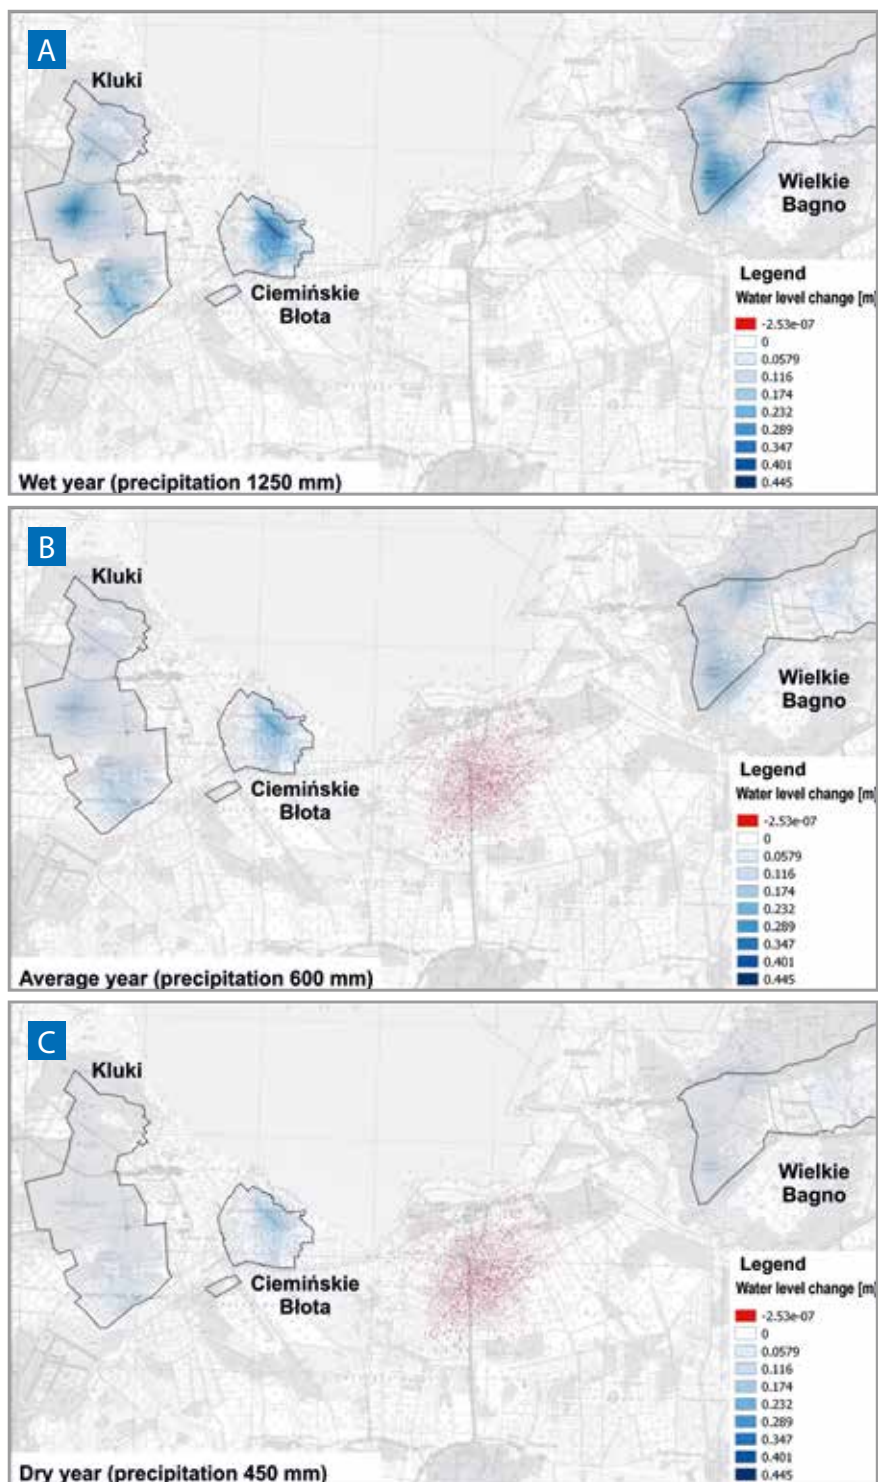 A
Kluki
Wielkie
Bagno
Ciemińskie
Błota
Legend
Water level change [m]
-2.53e-07
0
0.0579
0.116
0.174
0.232
0.289
0.347
0.401
0.445
Wet year (precipitation 1250 mm)
B
Kluki
Wielkie
Bagno
Ciemińskie
Błota
Legend
Water level change [m]
-2.53e-07
0
0.0579
0.116
0.174
0.232
0.289
0.347
0.401
0.445
Average year (precipitation 600 mm)
C
Kluki
Wielkie
Bagno
Ciemińskie
Błota
Legend
Water level change [m]
-2.53e-07
0
0.0579
0.116
0.174
0.232
0.289
0.347
0.401
0.445
Dry year (precipitation 450 mm)